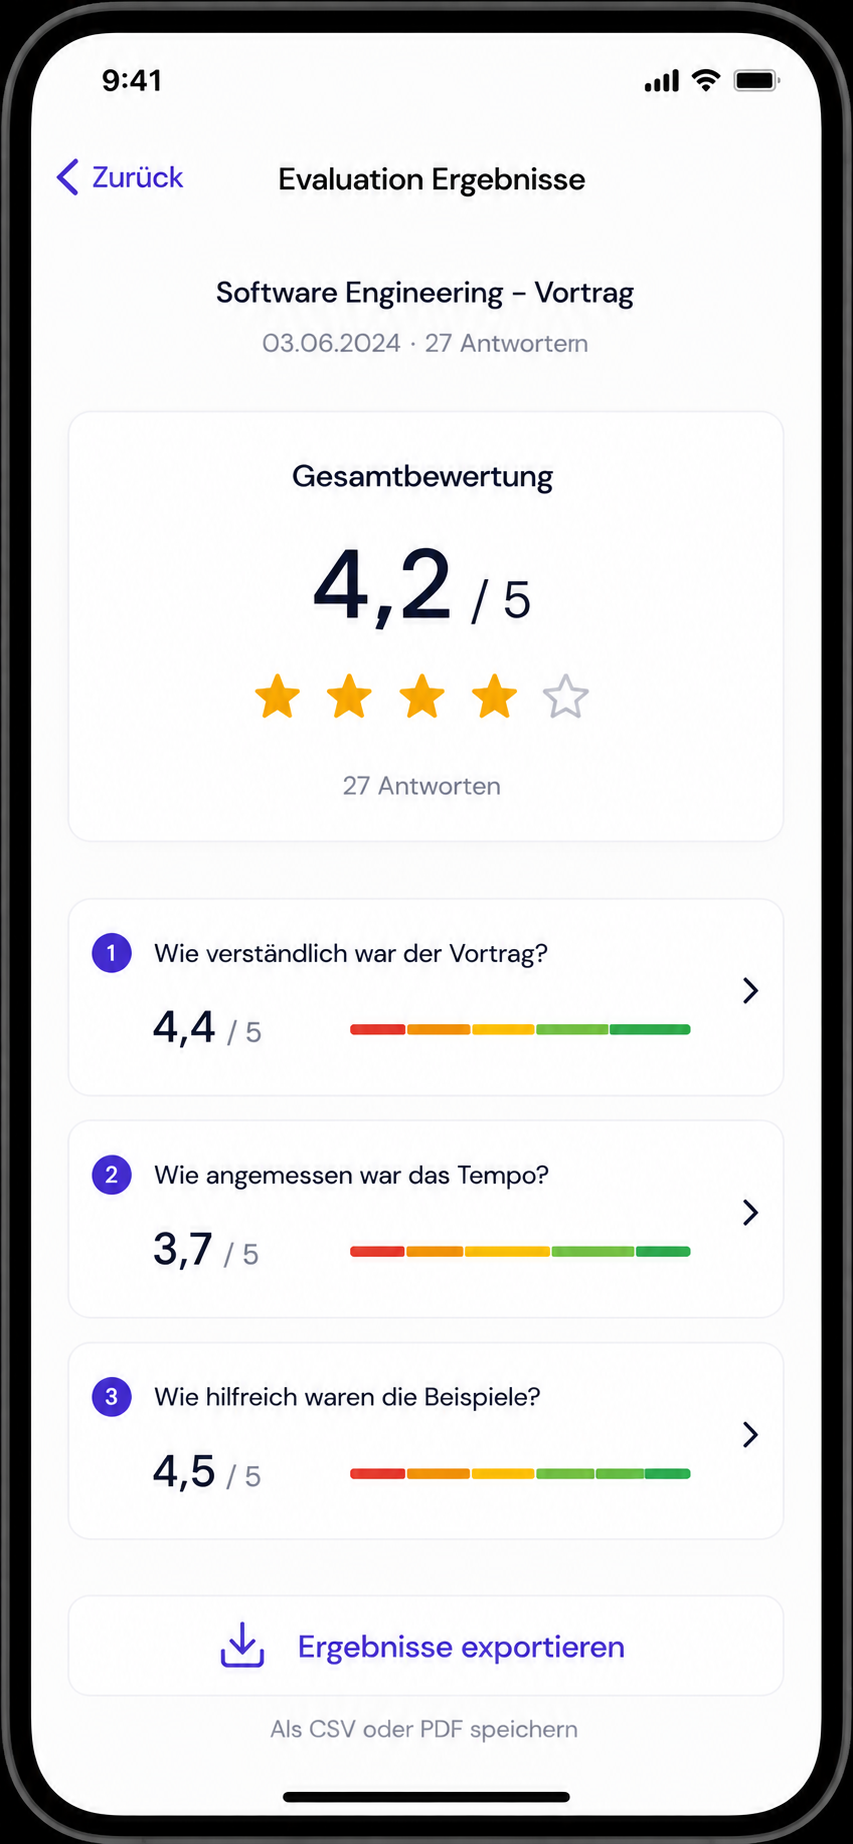 9:41
Zurück
Evaluation Ergebnisse
Software Engineering – Vortrag
03.06.2024 · 27 Antwortern
Gesamtbewertung
4,2 / 5
27 Antworten
1 Wie verständlich war der Vortrag?
4,4 / 5
2 Wie angemessen war das Tempo?
3,7 / 5
3 Wie hilfreich waren die Beispiele?
4,5 / 5
Ergebnisse exportieren
Als CSV oder PDF speichern